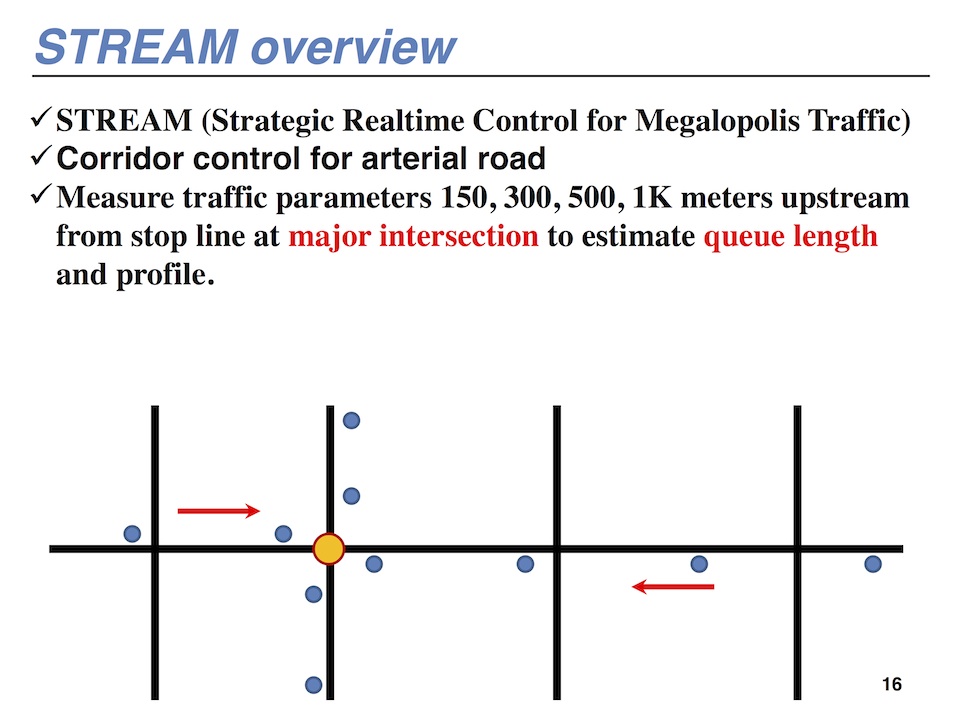 STREAM overview
✓ STREAM (Strategic Realtime Control for Megalopolis Traffic)
✓ Corridor control for arterial road
✓ Measure traffic parameters 150, 300, 500, 1K meters upstream
from stop line at major intersection to estimate queue length
and profile.
16